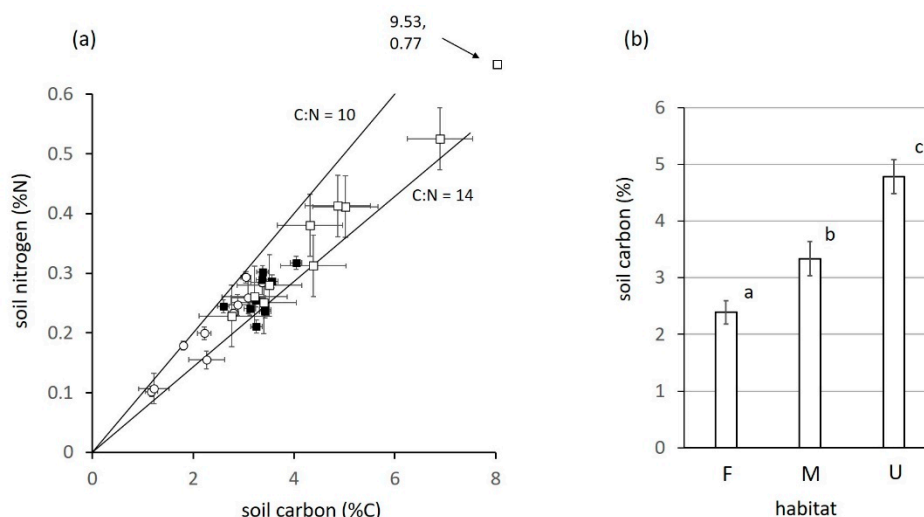 (a)
9.53,
0.77
soil nitrogen (%N)
0.6
0.5
0.4
0.3
0.2
0.1
0
C:N = 10
C:N = 14
0 2 4 6 8
soil carbon (%C)
(b)
soil carbon (%)
6
5
4
3
2
1
0
a
b
c
F M U
habitat